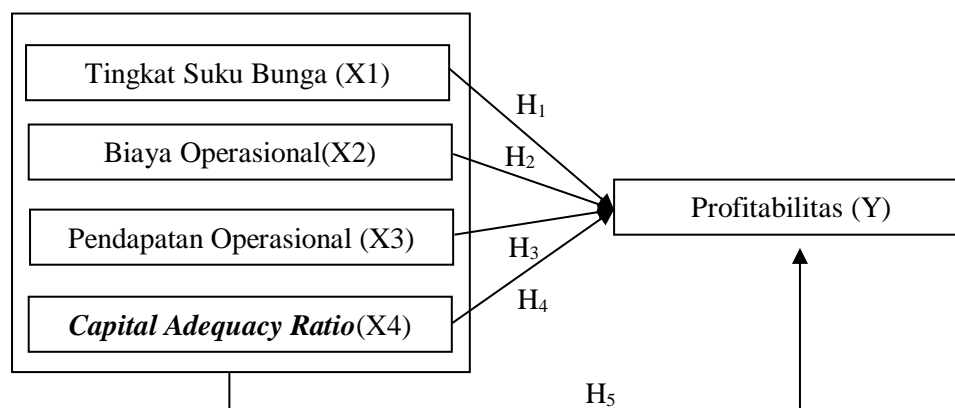 Tingkat Suku Bunga (X1)
H₁
Biaya Operasional(X2)
H₂
Profitabilitas (Y)
Pendapatan Operasional (X3)
H₃
H₄
Capital Adequacy Ratio(X4)
H₅